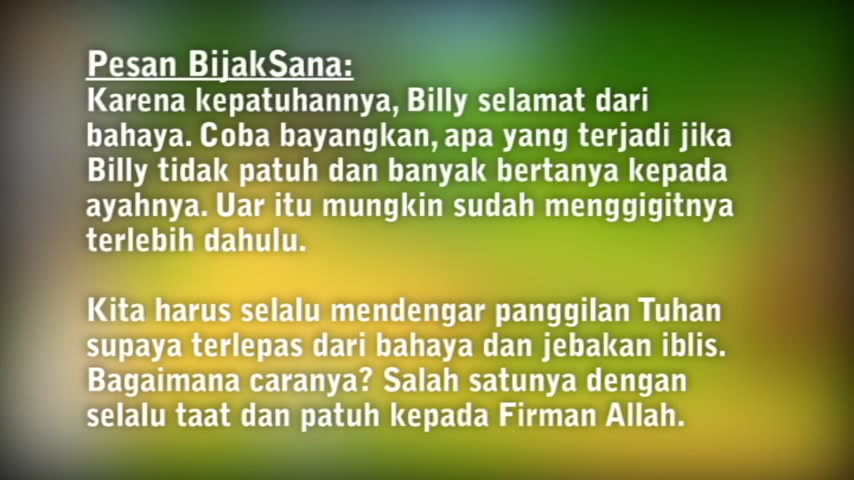 Pesan BijakSana:
Karena kepatuhannya, Billy selamat dari
bahaya. Coba bayangkan, apa yang terjadi jika
Billy tidak patuh dan banyak bertanya kepada
ayahnya. Uar itu mungkin sudah menggigitnya
terlebih dahulu.
Kita harus selalu mendengar panggilan Tuhan
supaya terlepas dari bahaya dan jebakan iblis.
Bagaimana caranya? Salah satunya dengan
selalu taat dan patuh kepada Firman Allah.